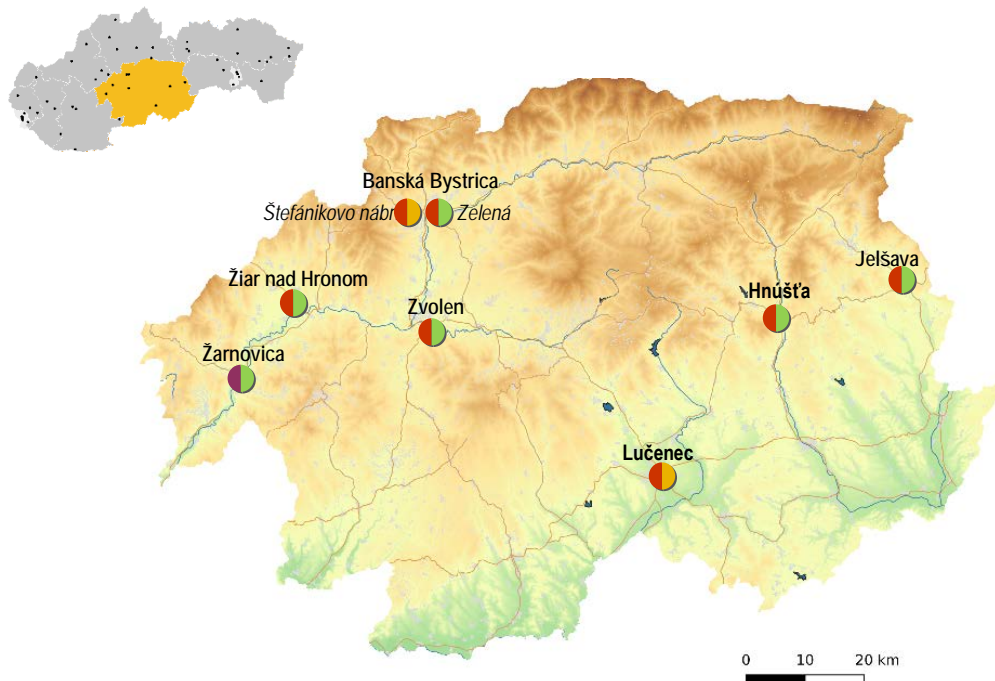 Banská Bystrica
Štefánikovo nábr
Zelená
Jelšava
Žiar nad Hronom
Hnúšťa
Zvolen
Žarnovica
Lučenec
0 10 20 km